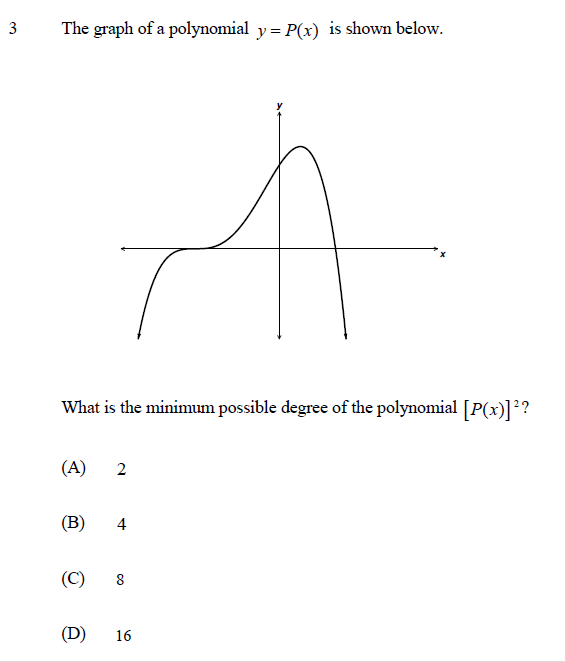 3 The graph of a polynomial y = P(x) is shown below.
y
x
What is the minimum possible degree of the polynomial [P(x)]²?
(A) 2
(B) 4
(C) 8
(D) 16